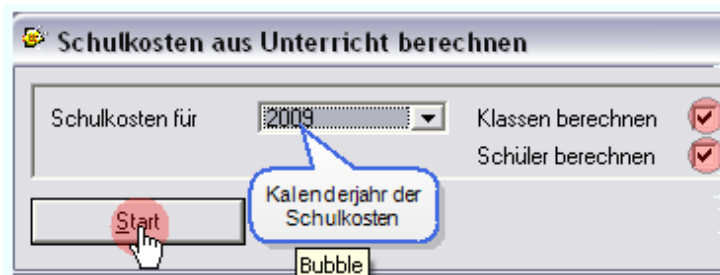 Schulkosten aus Unterricht berechnen
Schulkosten für 2009 Klassen berechnen
Schüler berechnen
Kalenderjahr der
Schulkosten
Start
Bubble